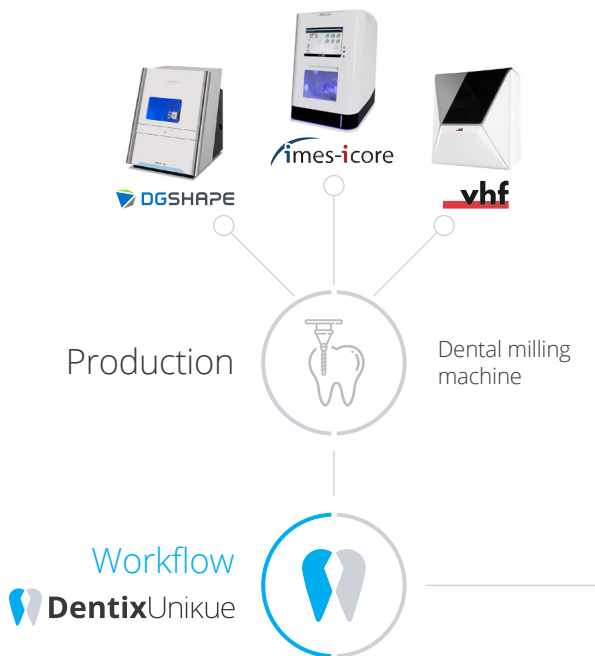 DGSHAPE
imes-icore
vhf
Production
Dental milling
machine
Workflow
DentixUnikue